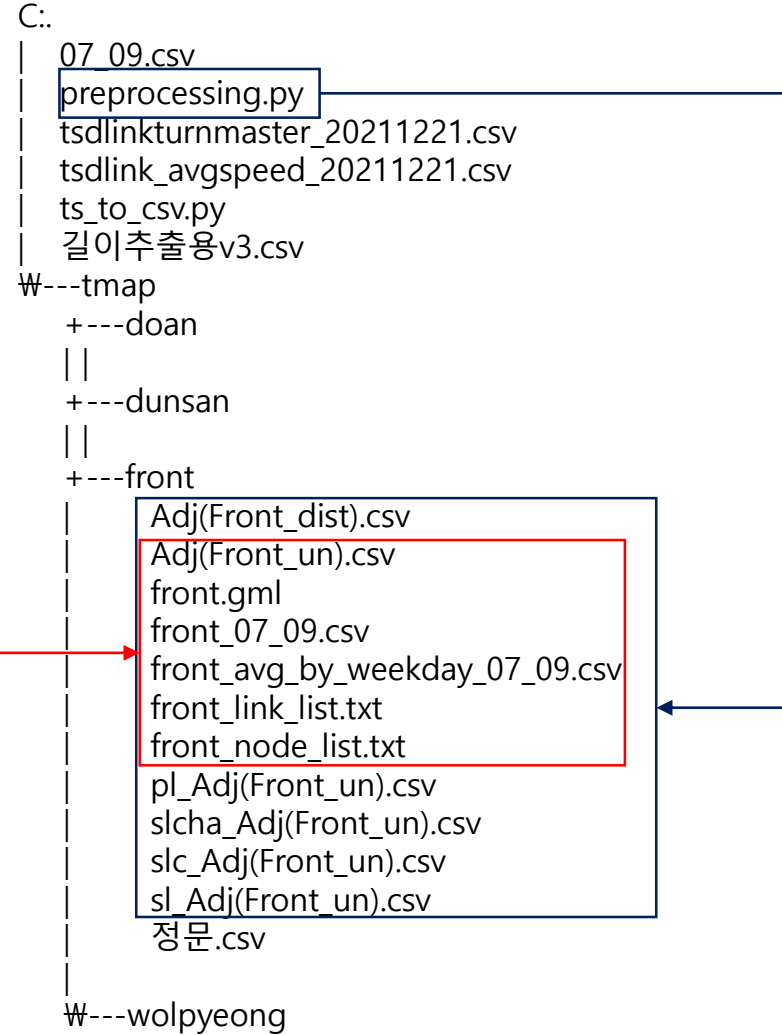 C:.
| 07_09.csv
| preprocessing.py
| tsdlinkturnmaster_20211221.csv
| tsdlink_avgspeed_20211221.csv
| ts_to_csv.py
| 길이추출용v3.csv
₩---tmap
+---doan
| |
+---dunsan
| |
+---front
| Adj(Front_dist).csv
| Adj(Front_un).csv
| front.gml
| front_07_09.csv
| front_avg_by_weekday_07_09.csv
| front_link_list.txt
| front_node_list.txt
| pl_Adj(Front_un).csv
| slcha_Adj(Front_un).csv
| slc_Adj(Front_un).csv
| sl_Adj(Front_un).csv
| 정문.csv
|
₩---wolpyeong